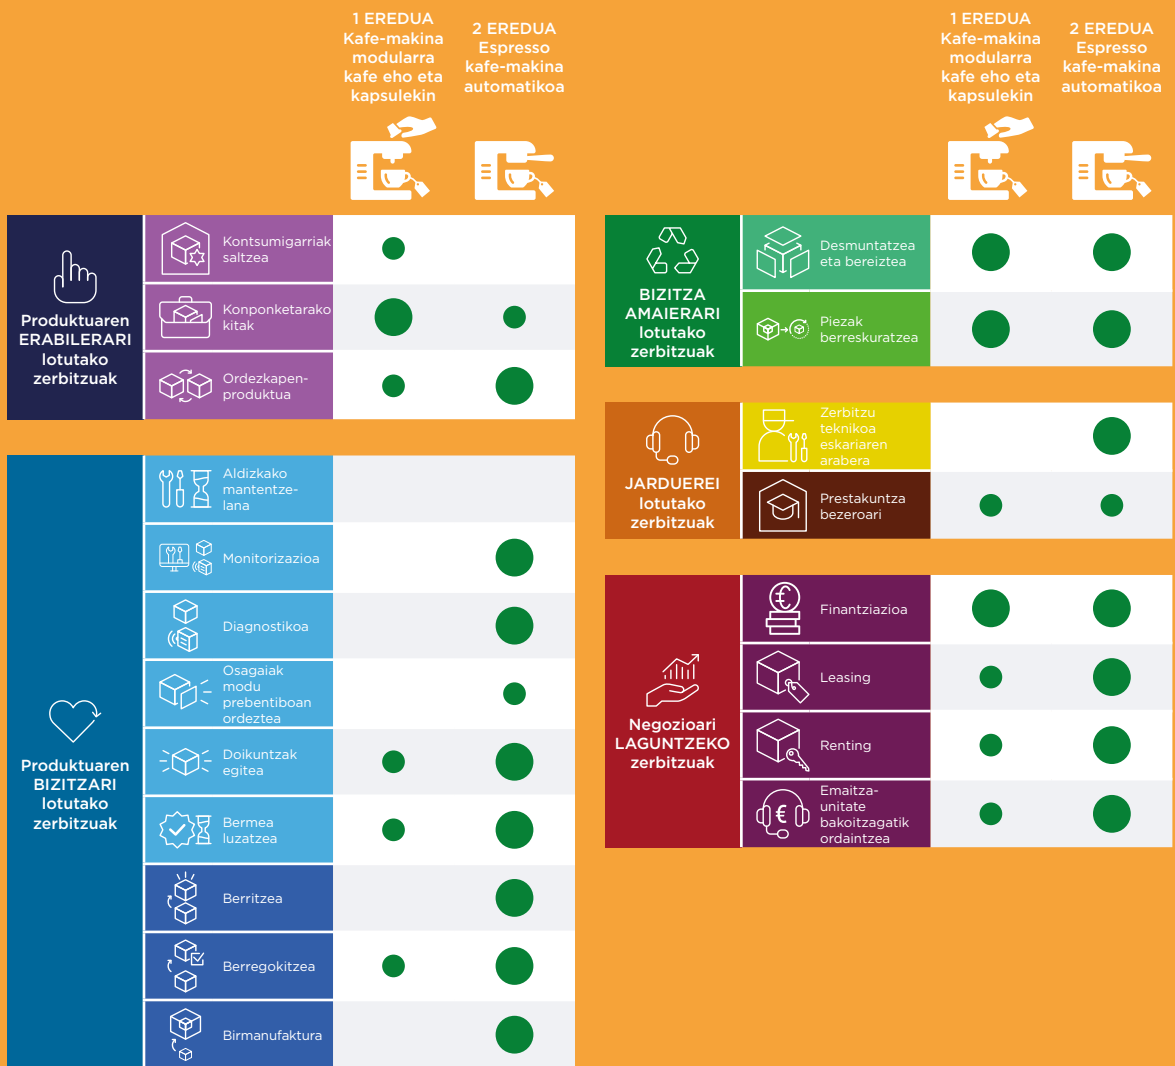 1 EREDUA
Kafe-makina
modularra
kafe eho eta
kapsulekin
2 EREDUA
Espresso
kafe-makina
automatikoa
Produktuaren
ERABILERARI
lotutako
zerbitzuak
Kontsumigarriak
saltzea
Konponketarako
kitak
Ordezkapen-
produktua
Produktuaren
BIZITZARI
lotutako
zerbitzuak
Aldizkako
mantentze-
lana
Monitorizazioa
Diagnostikoa
Osagaiak
modu
prebentiboan
ordeztea
Doikuntzak
egitea
Bermea
luzatzea
Berritzea
Berregokitzea
Birmanufaktura
1 EREDUA
Kafe-makina
modularra
kafe eho eta
kapsulekin
2 EREDUA
Espresso
kafe-makina
automatikoa
BIZITZA
AMAIERARI
lotutako
zerbitzuak
Desmuntatzea
eta bereiztea
Piezak
berreskuratzea
JARDUEREI
lotutako
zerbitzuak
Zerbitzu
teknikoa
eskariaren
arabera
Prestakuntza
bezeroari
Negozioari
LAGUNTZEKO
zerbitzuak
€
Finantziazioa
Leasing
Renting
€
Emaitza-
unitate
bakoitzagatik
ordaintzea